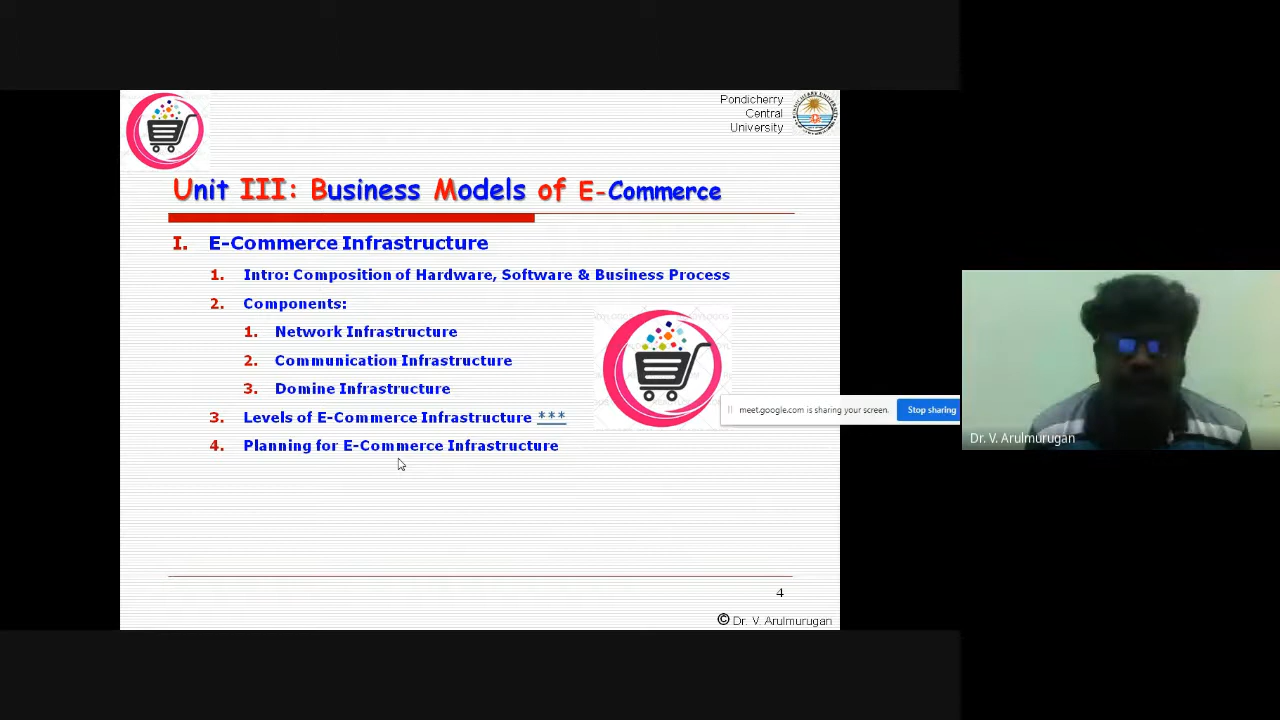 Pondicherry
Central
University
Unit III: Business Models of E-Commerce
I. E-Commerce Infrastructure
1. Intro: Composition of Hardware, Software & Business Process
2. Components:
1. Network Infrastructure
2. Communication Infrastructure
3. Domine Infrastructure
3. Levels of E-Commerce Infrastructure ***
4. Planning for E-Commerce Infrastructure
meet.google.com is sharing your screen.
Stop sharing
Dr. V. Arulmurugan
4
© Dr. V. Arulmurugan